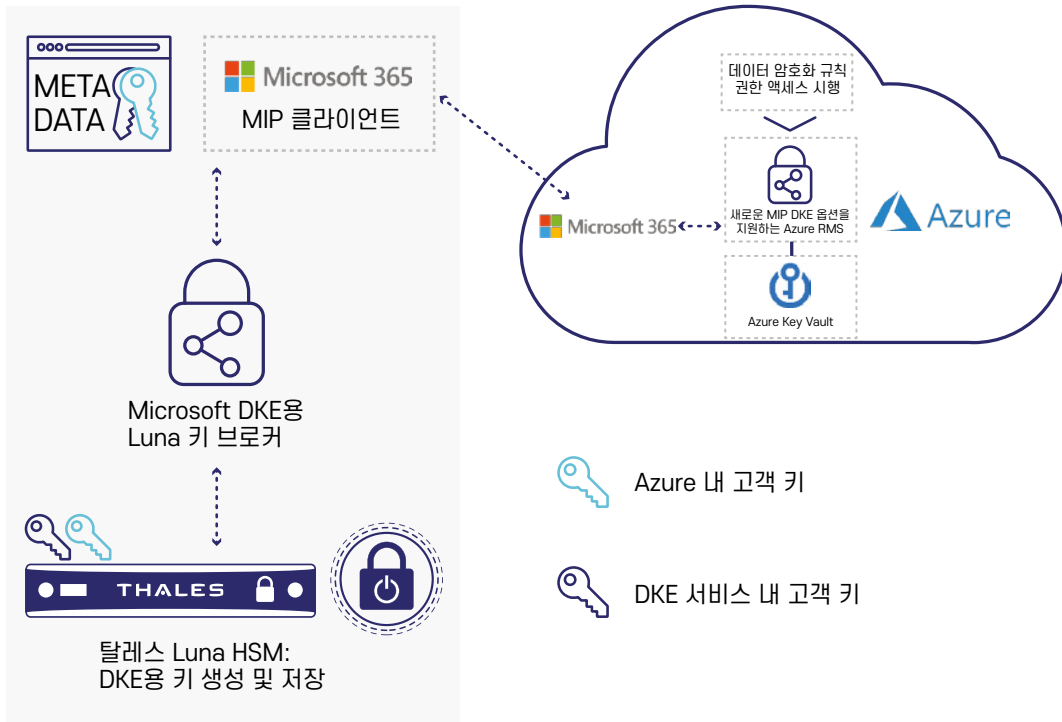 META
DATA
Microsoft 365
MIP 클라이언트
Microsoft DKE용
Luna 키 브로커
THALES
탈레스 Luna HSM:
DKE용 키 생성 및 저장
데이터 암호화 규칙
권한 액세스 시행
새로운 MIP DKE 옵션을
지원하는 Azure RMS
Microsoft 365
Azure
Azure Key Vault
Azure 내 고객 키
DKE 서비스 내 고객 키